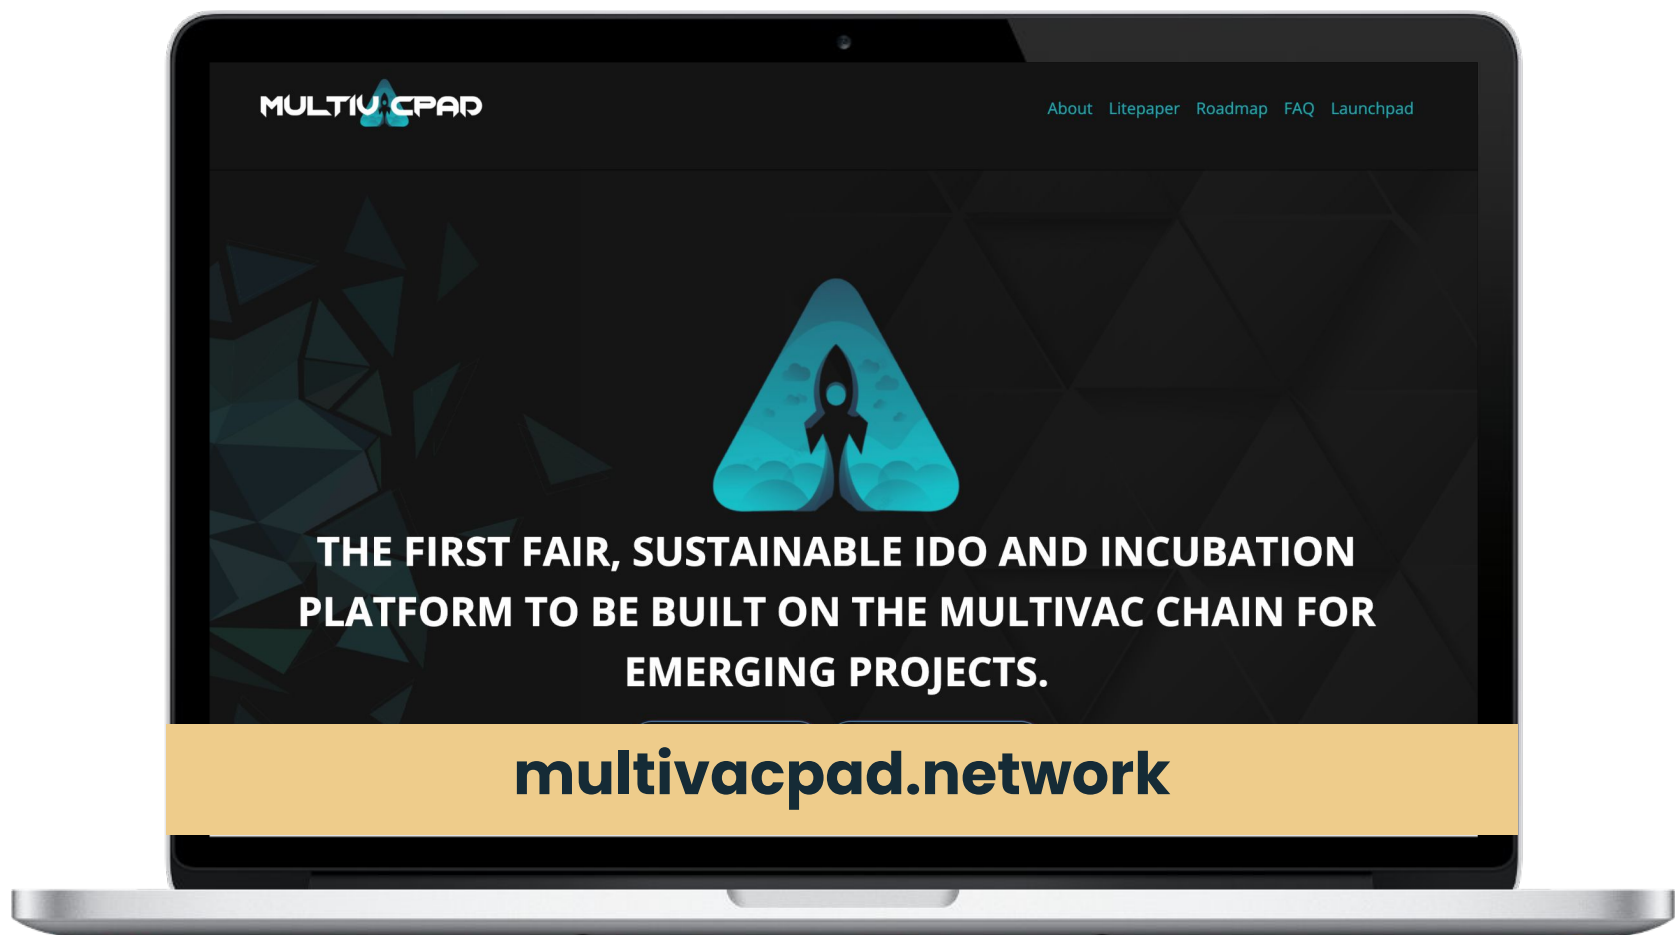 MULTIVACPAD
About Litepaper Roadmap FAQ Launchpad
THE FIRST FAIR, SUSTAINABLE IDO AND INCUBATION
PLATFORM TO BE BUILT ON THE MULTIVAC CHAIN FOR
EMERGING PROJECTS.
multivacpad.network